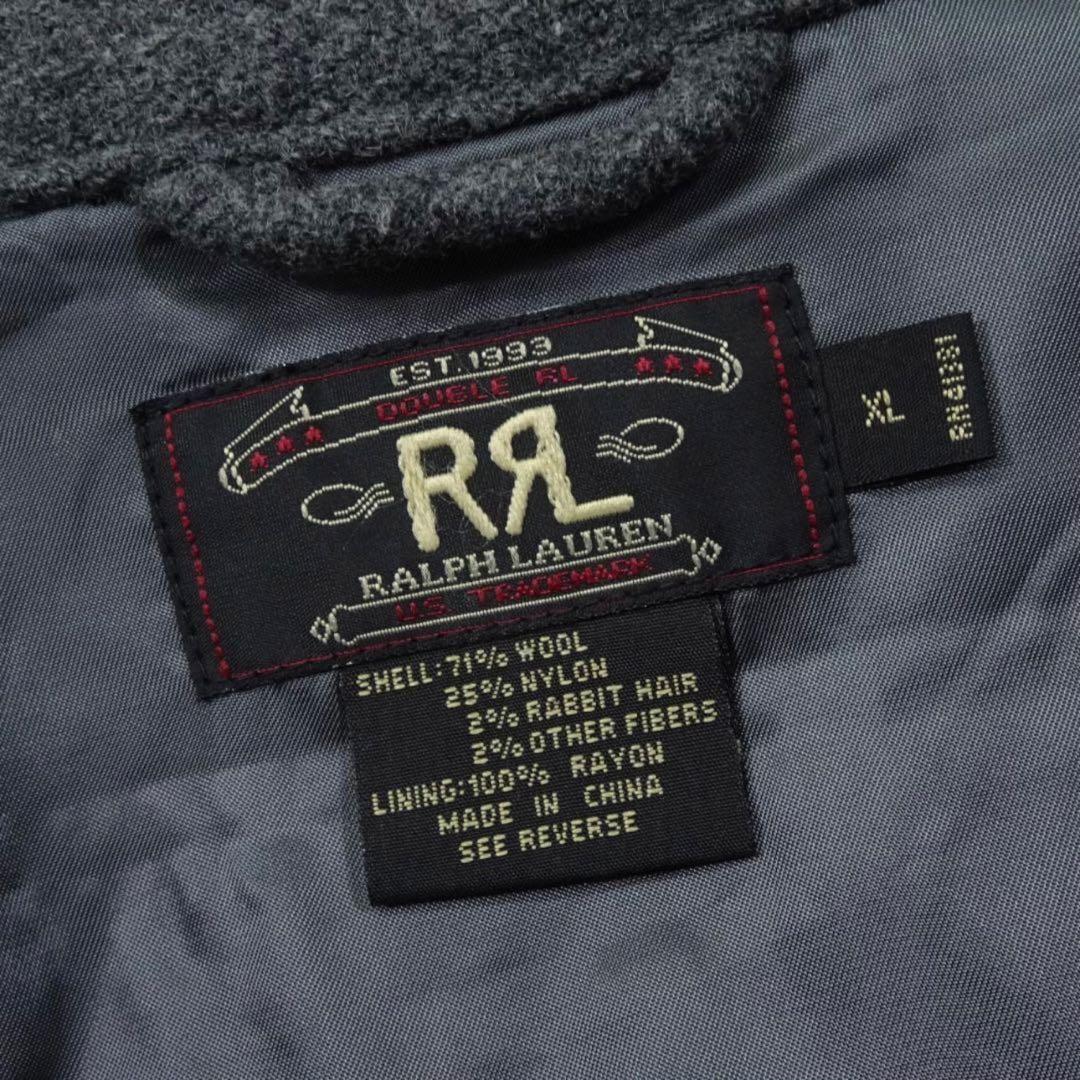 EST.1993
DOUBLE RL
RRL
RALPH LAUREN
U.S. TRADEMARK
XL
RN41381
SHELL:71% WOOL
25% NYLON
2% RABBIT HAIR
2% OTHER FIBERS
LINING:100% RAYON
MADE IN CHINA
SEE REVERSE